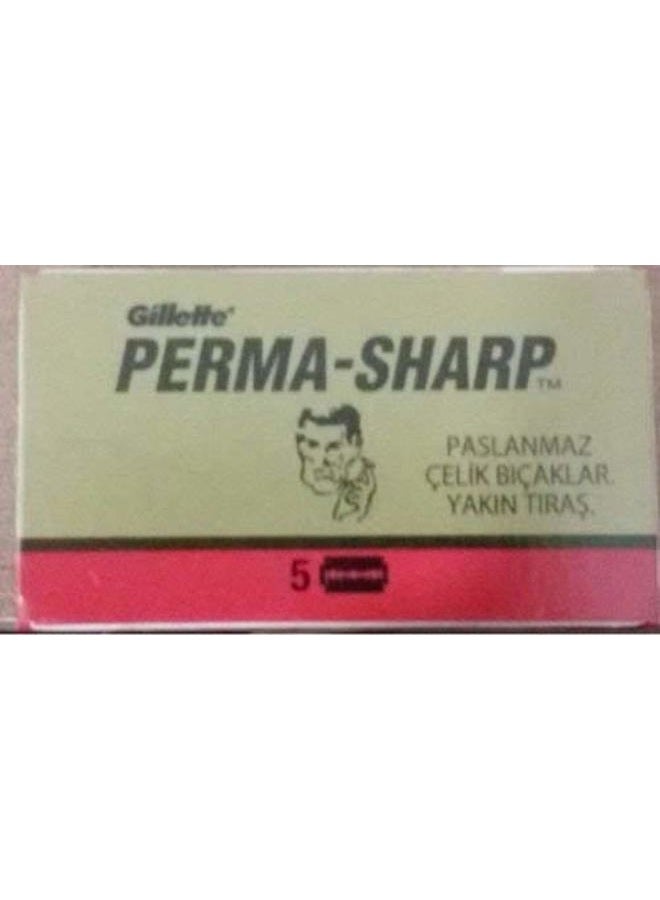 Gillette®
PERMA-SHARP™
PASLANMAZ
ÇELİK BIÇAKLAR.
YAKIN TIRAŞ.
5